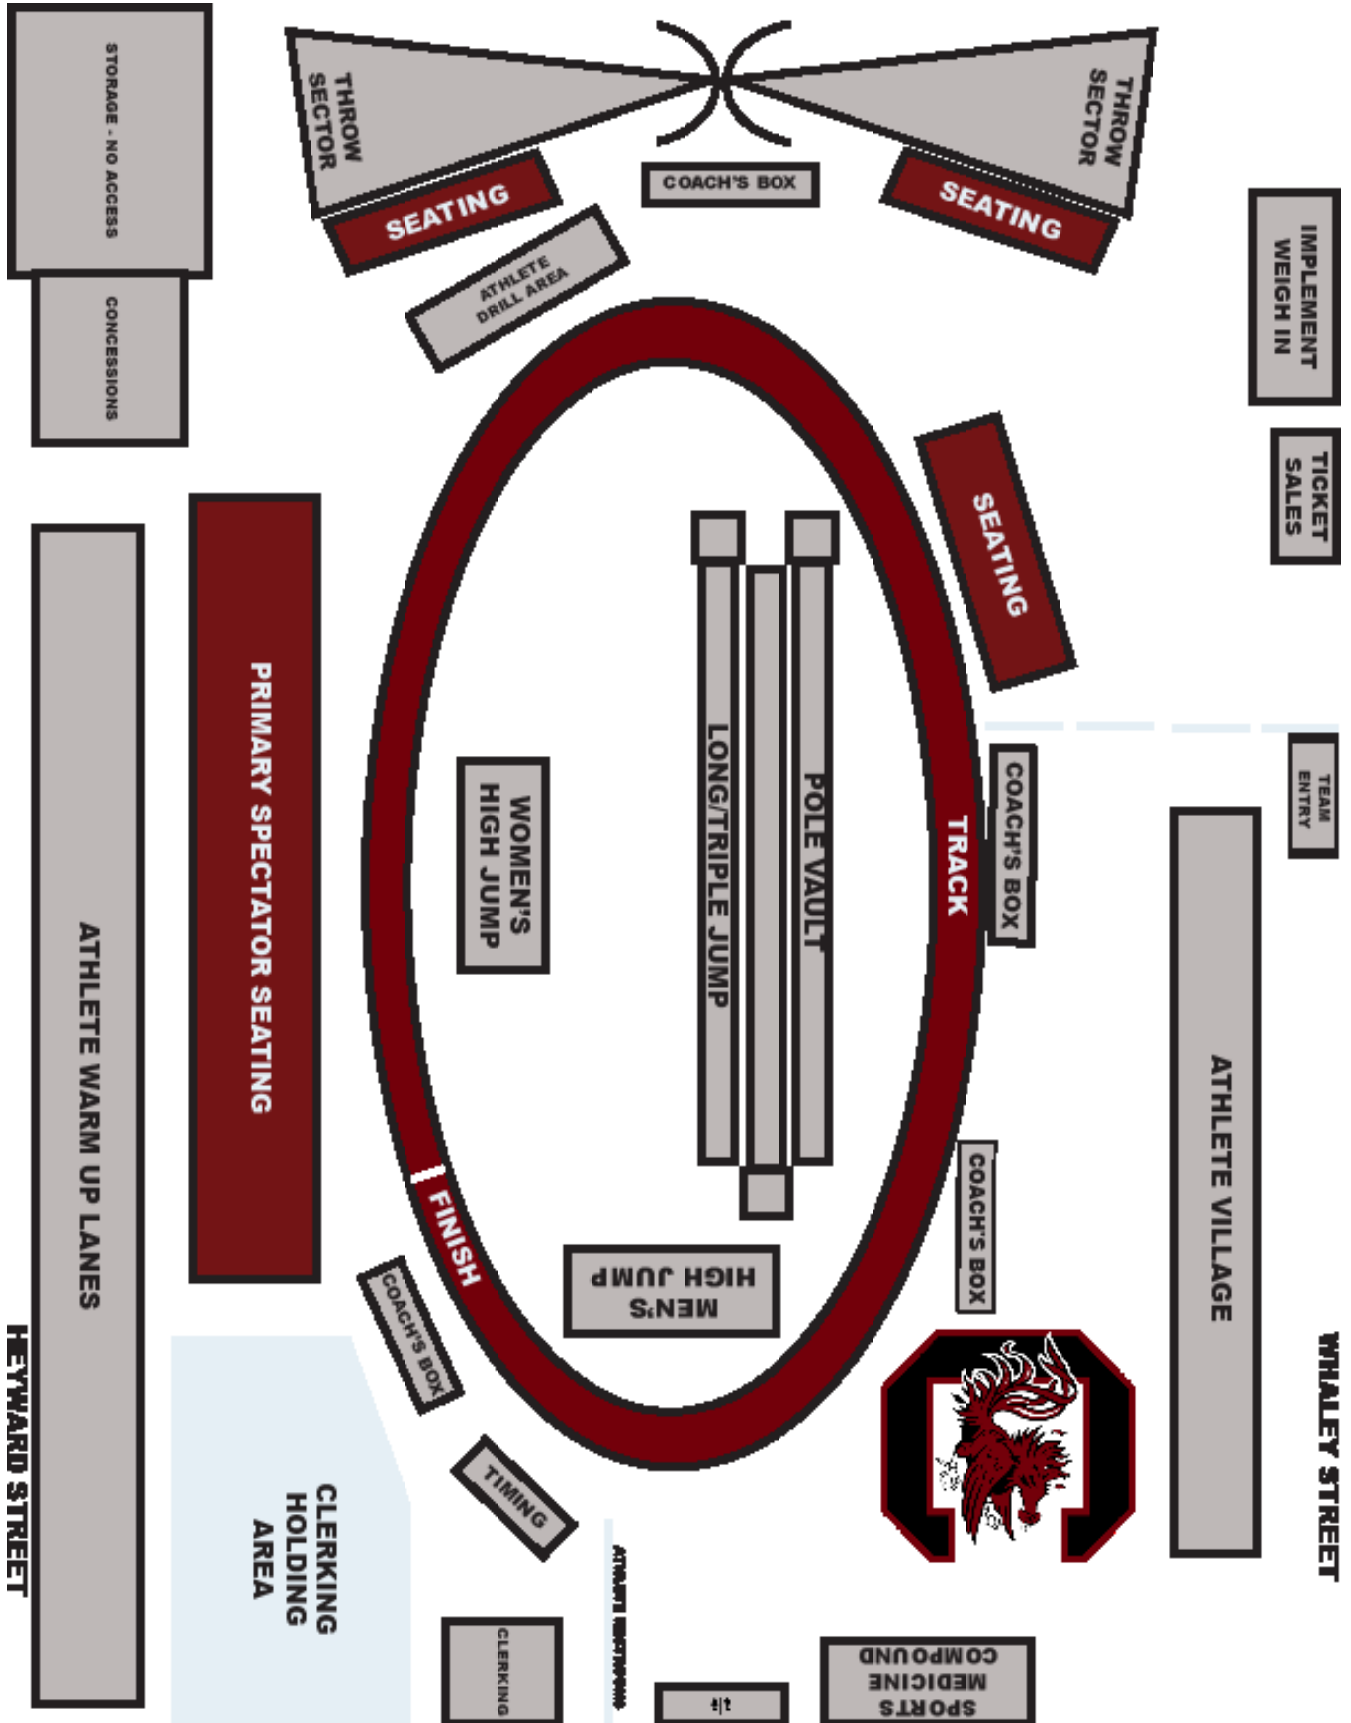 STORAGE - NO ACCESS
CONCESSIONS
THROW
SECTOR
SEATING
ATHLETE
DRILL AREA
COACH'S BOX
THROW
SECTOR
SEATING
IMPLEMENT
WEIGH IN
TICKET
SALES
SEATING
TEAM
ENTRY
COACH'S BOX
TRACK
POLE VAULT
LONG/TRIPLE JUMP
WOMEN'S
HIGH JUMP
PRIMARY SPECTATOR SEATING
ATHLETE WARM UP LANES
HEYWARD STREET
FINISH
COACH'S BOX
MEN'S
HIGH JUMP
COACH'S BOX
ATHLETE VILLAGE
WHALEY STREET
TIMING
CLERKING
HOLDING
AREA
CLERKING
SPORTS
MEDICINE
COMPOUND